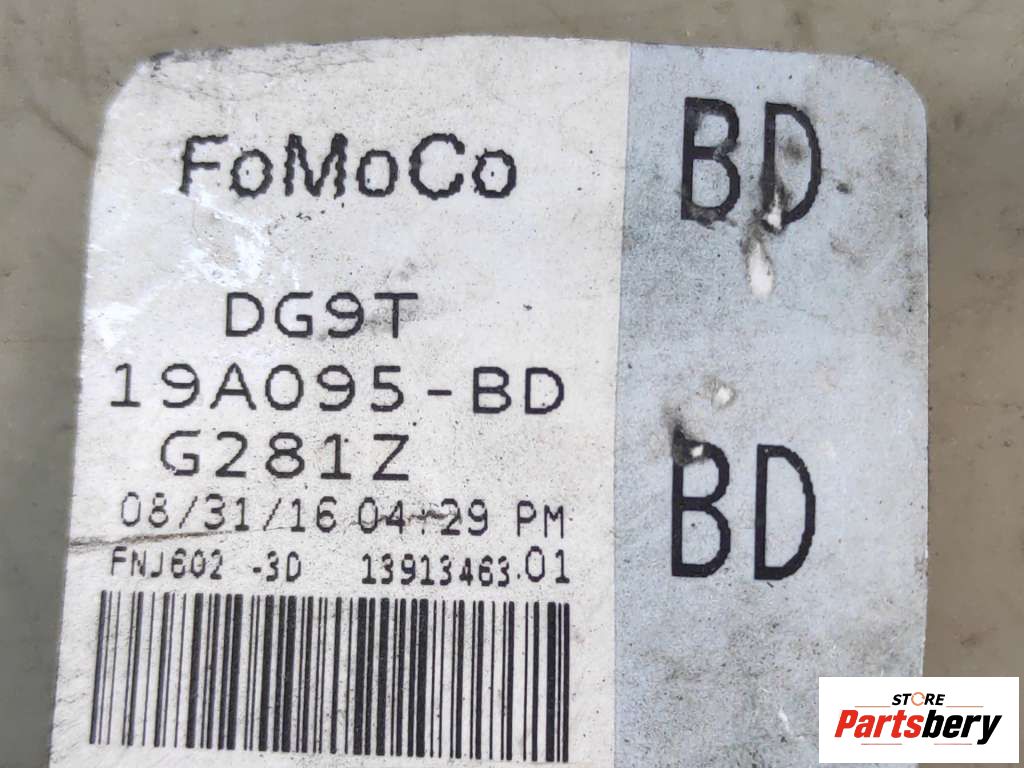 FoMoCo
BD
DG9T
19A095-BD
G281Z
08/31/16 04:29 PM
FNJ602 -3D 13913463.01
BD
STORE
Partsbery